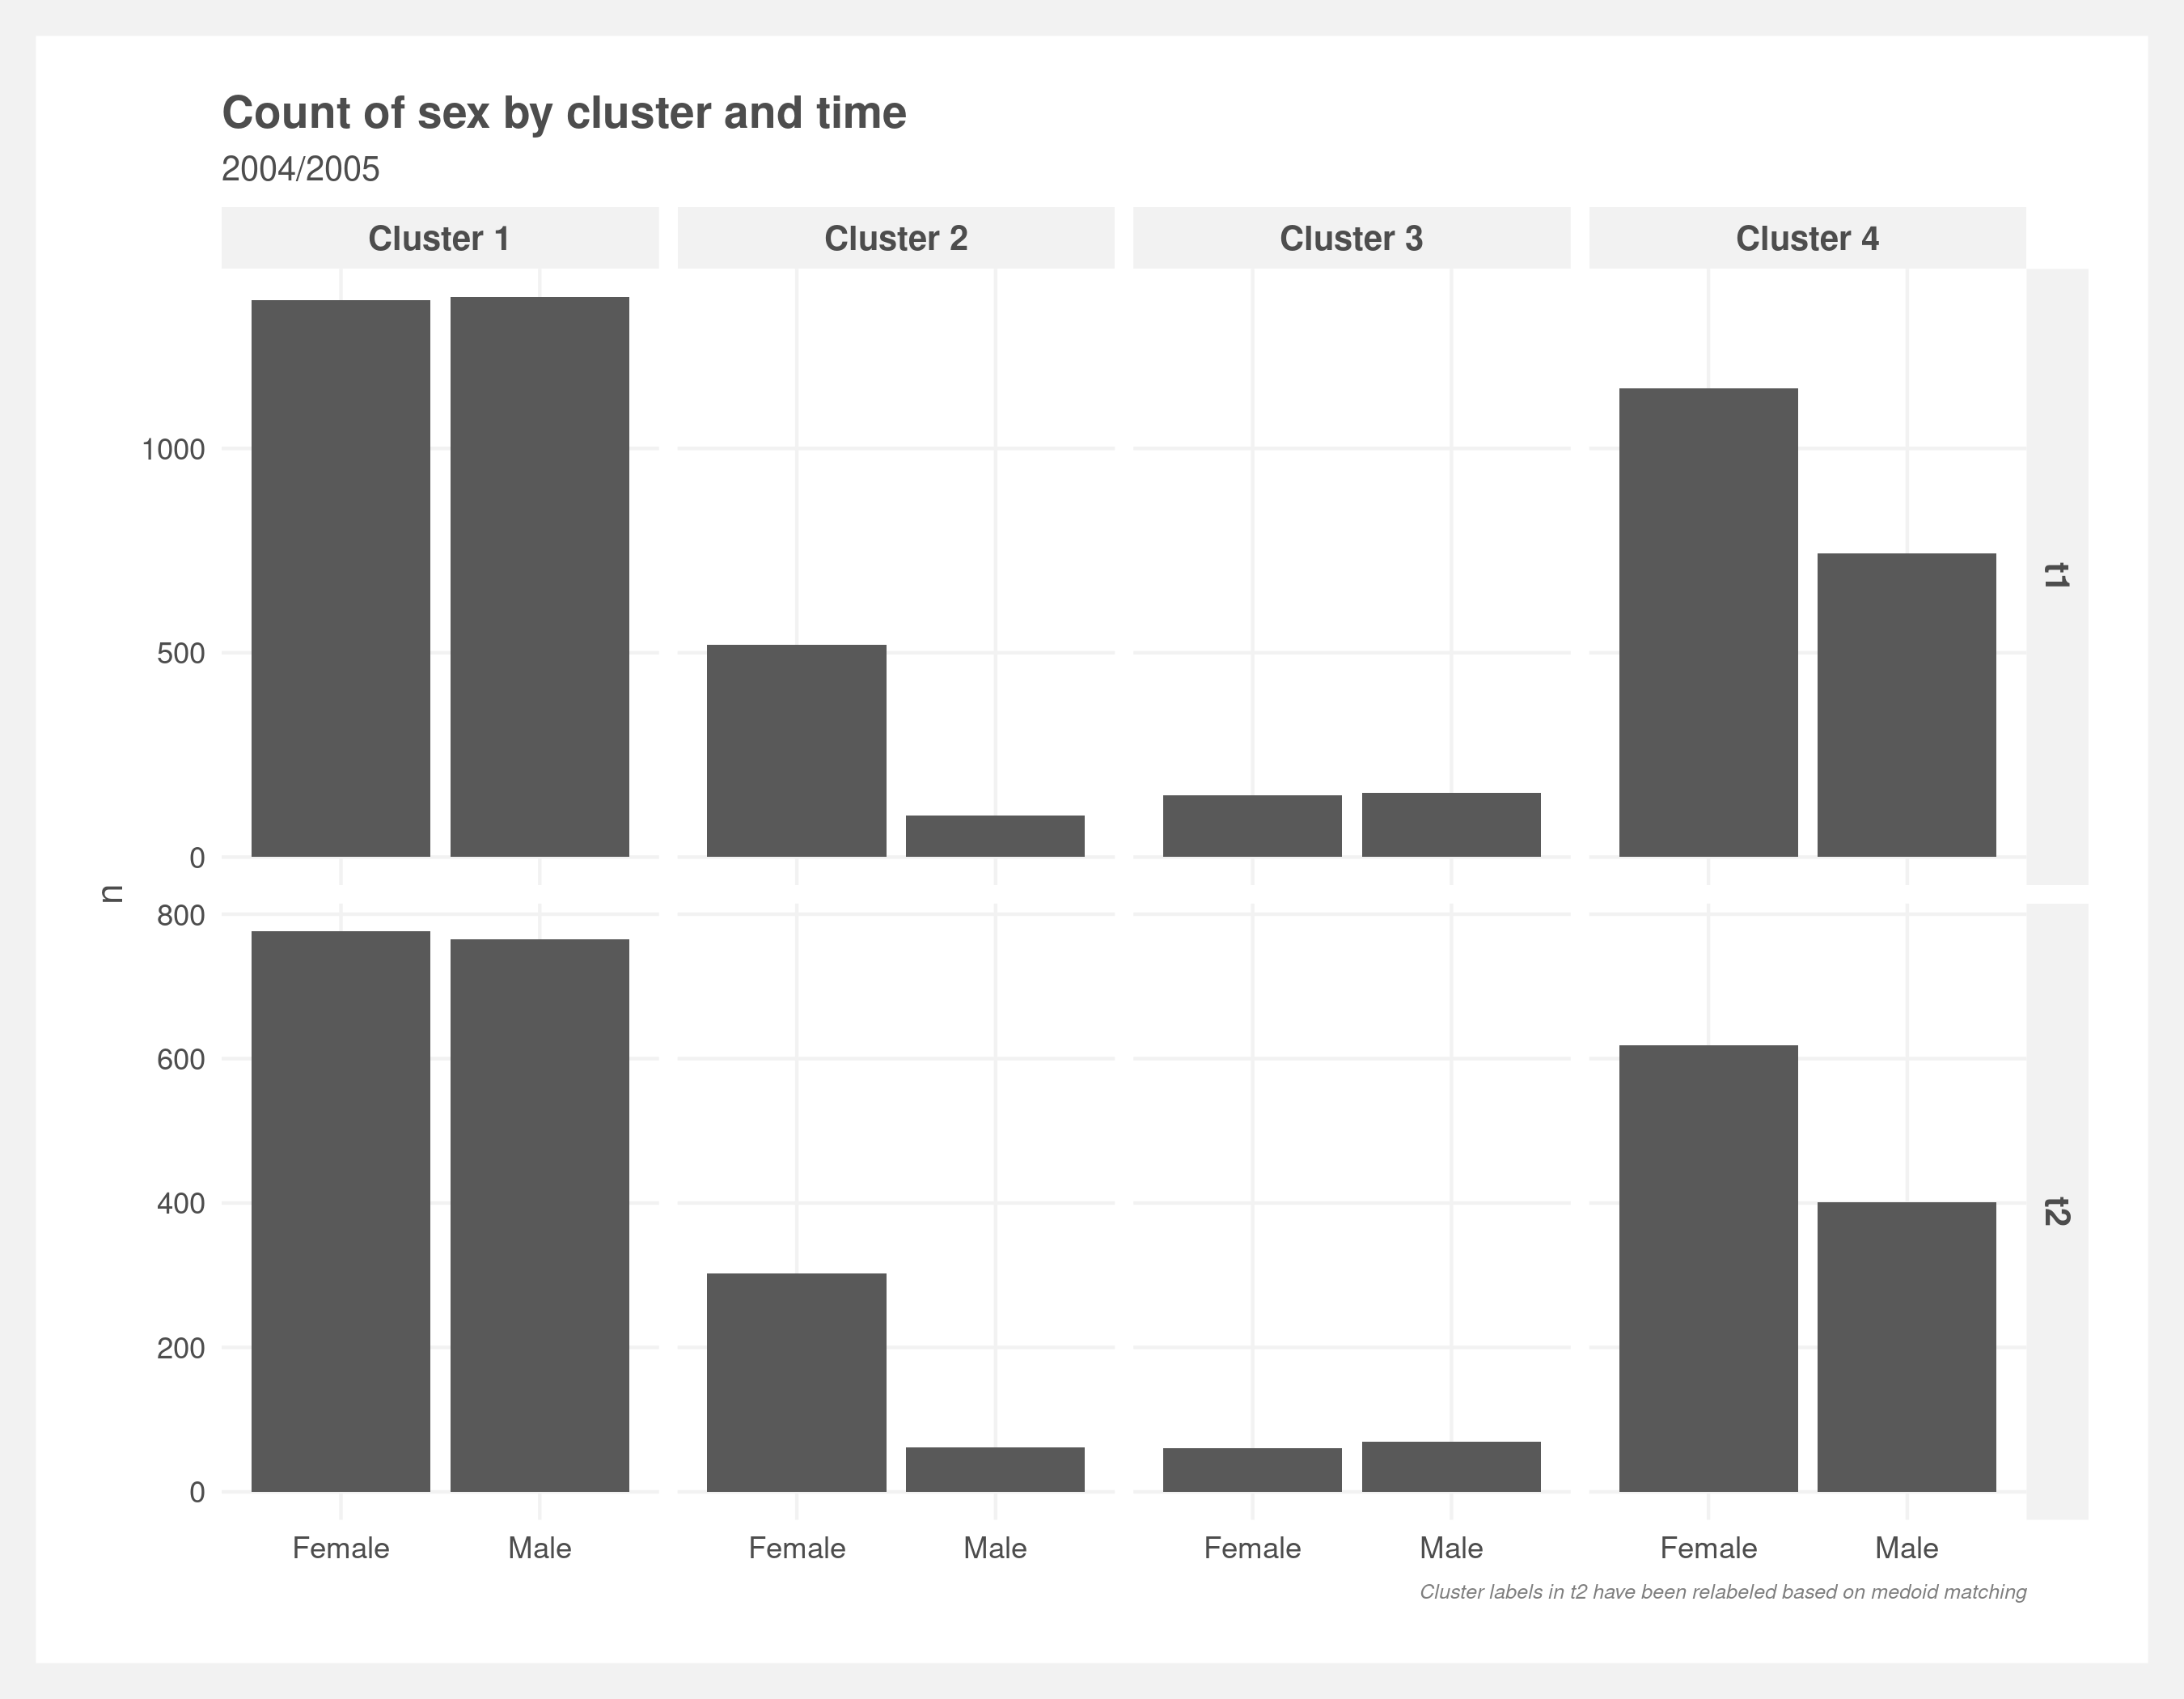 Count of sex by cluster and time
2004/2005
Cluster 1 Cluster 2 Cluster 3 Cluster 4
1000
500
0
t1
n
800
600
400
200
0
t2
Female Male Female Male Female Male Female Male
Cluster labels in t2 have been relabeled based on medoid matching